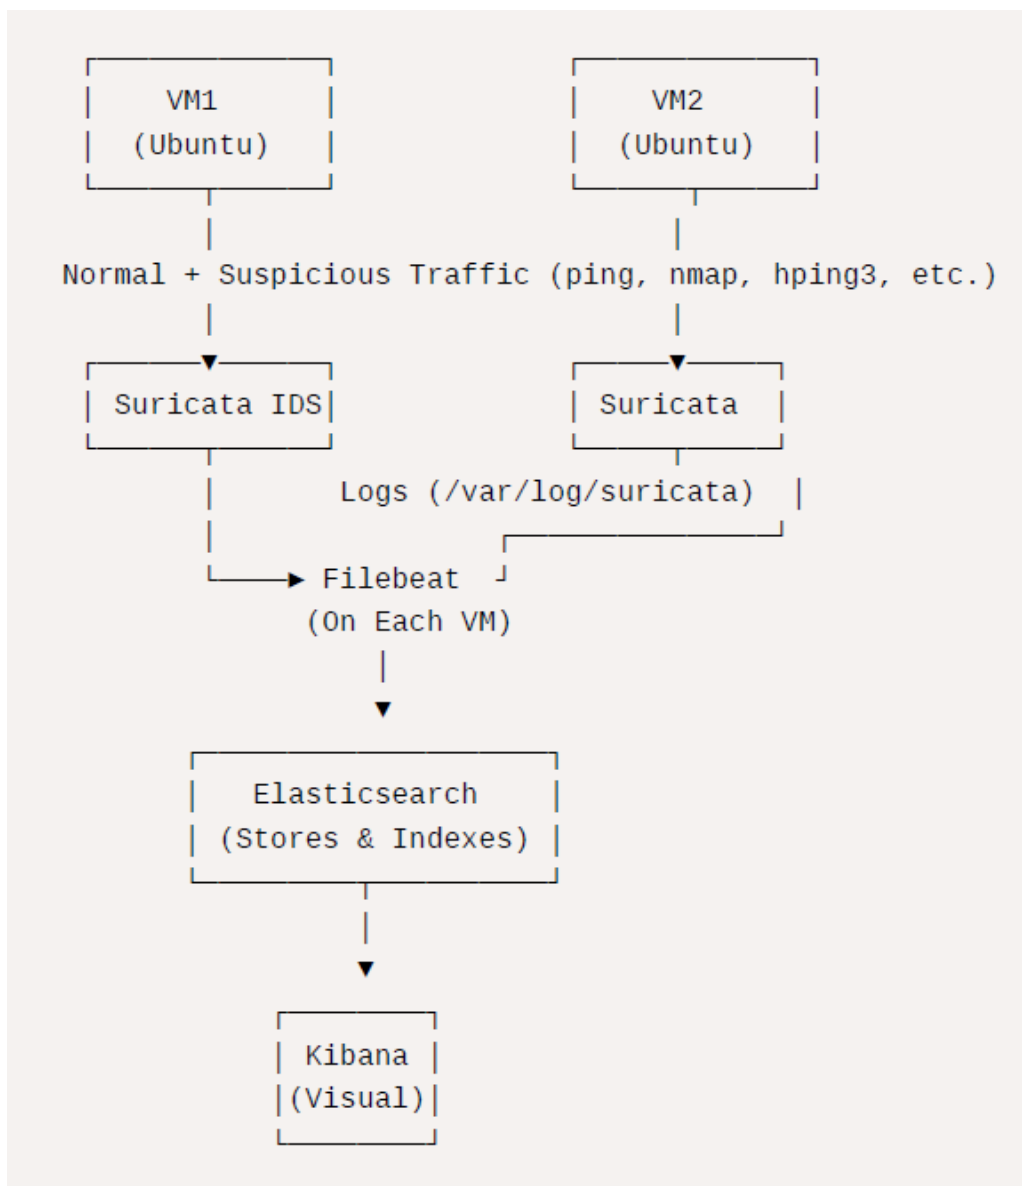 VM1
VM2
(Ubuntu)
(Ubuntu)
Normal + Suspicious Traffic (ping, nmap, hping3, etc.)
Suricata IDS
Suricata
Logs (/var/log/suricata)
Filebeat
(On Each VM)
Elasticsearch
(Stores & Indexes)
Kibana
(Visual)